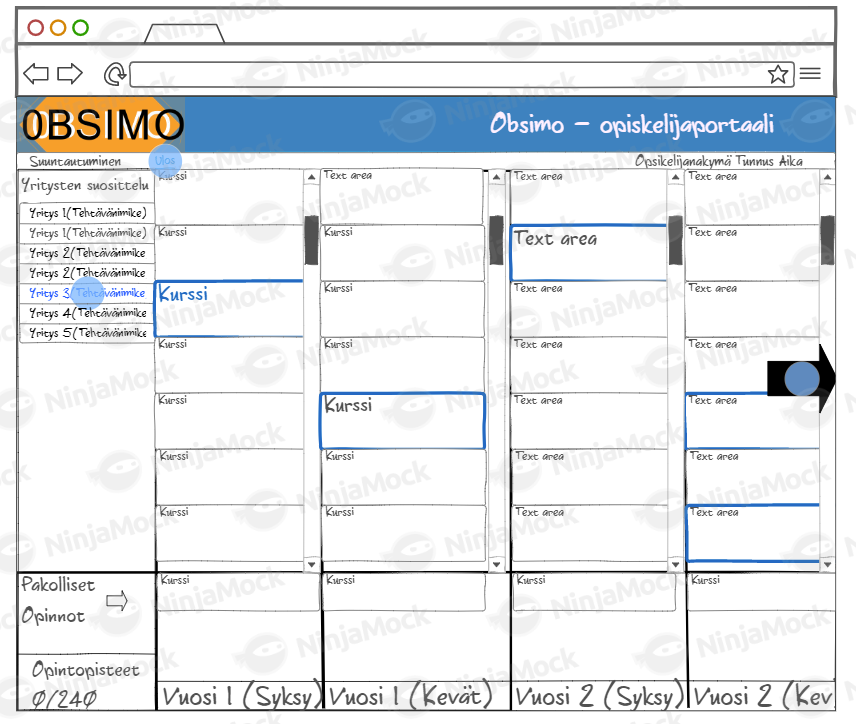 0BSIMO
Obsimo - opiskelijaportaali
Suuntautuminen
Ulos
Opsikelijanäkymä Tunnus Aika
Yritysten suosittelu
Yritys 1(Tehtävänimike)
Yritys 1(Tehtävänimike)
Yritys 2(Tehtävänimike
Yritys 2(Tehtävänimike
Yritys 3(Tehtävänimike
Yritys 4(Tehtävänimike
Yritys 5(Tehtävänimike
Kurssi
Kurssi
Kurssi
Kurssi
Kurssi
Kurssi
Kurssi
Text area
Kurssi
Kurssi
Kurssi
Kurssi
Kurssi
Kurssi
Text area
Text area
Text area
Text area
Text area
Text area
Text area
Text area
Text area
Text area
Text area
Text area
Text area
Text area
Pakolliset
Opinnot
Kurssi
Kurssi
Kurssi
Kurssi
Opintopisteet
0/240
Vuosi 1 (Syksy)
Vuosi 1 (Kevät)
Vuosi 2 (Syksy)
Vuosi 2 (Kev
NinjaMock